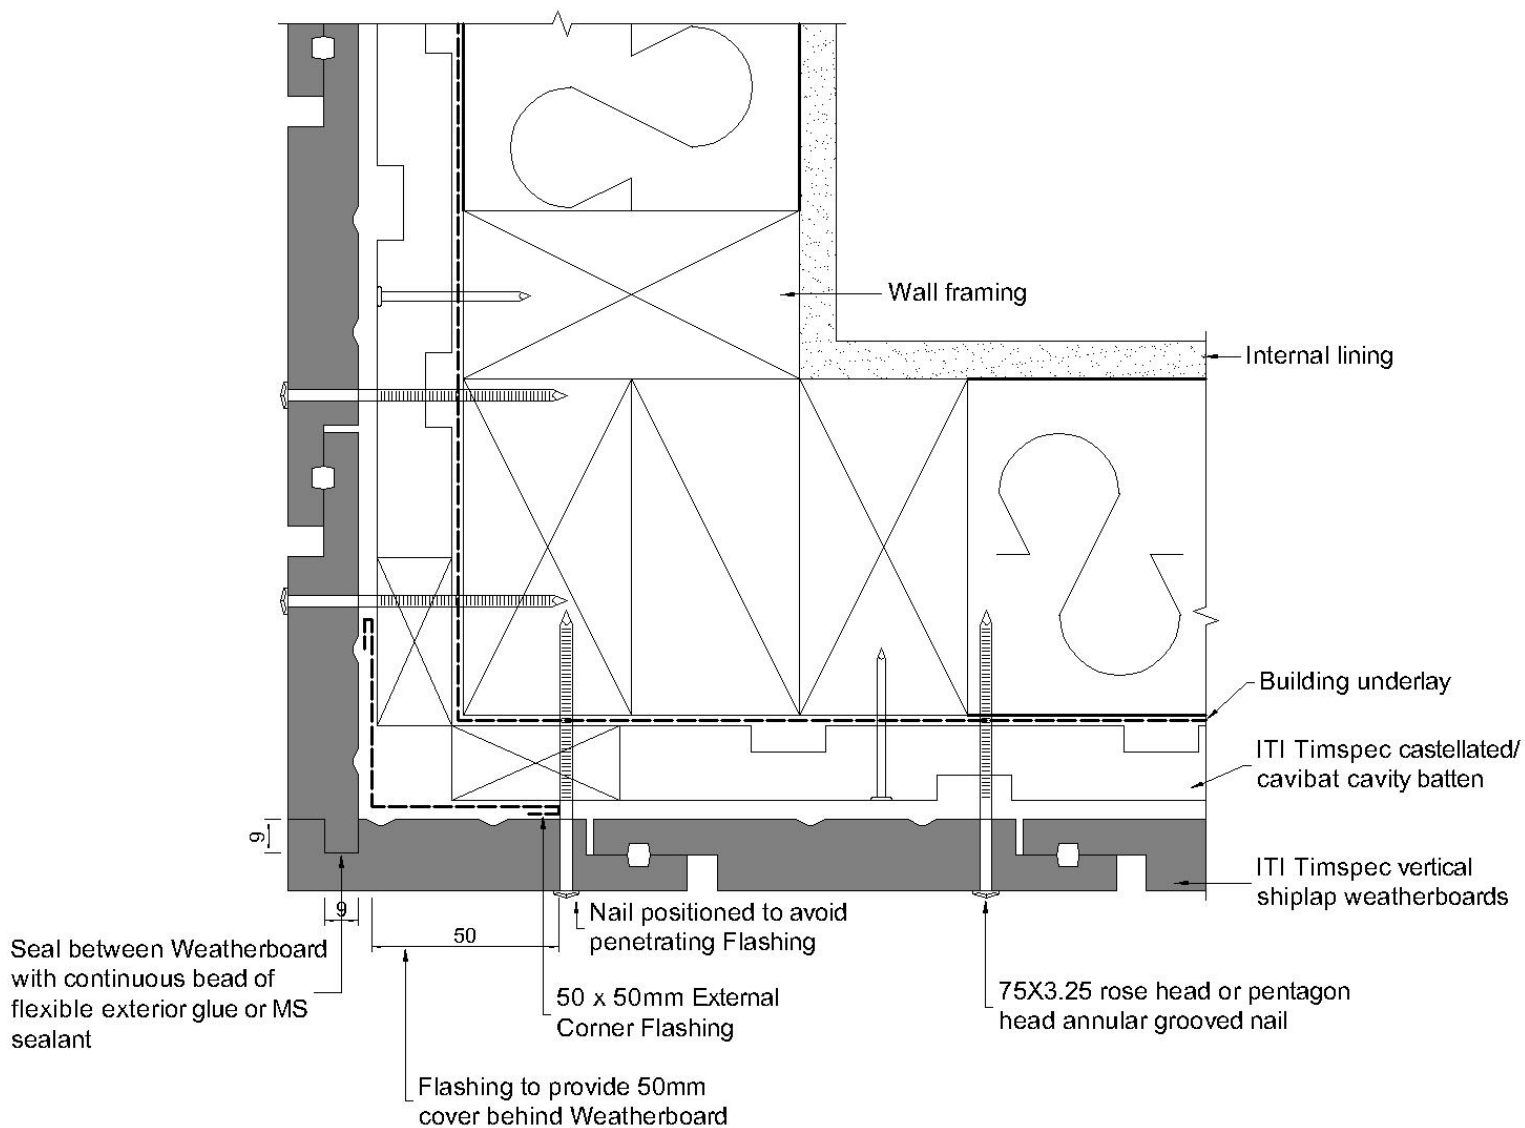 Wall framing
Internal lining
Building underlay
ITI Timspec castellated/
cavibat cavity batten
9
ITI Timspec vertical
shiplap weatherboards
9
Nail positioned to avoid
penetrating Flashing
50
Seal between Weatherboard
with continuous bead of
flexible exterior glue or MS
sealant
50 x 50mm External
Corner Flashing
75X3.25 rose head or pentagon
head annular grooved nail
Flashing to provide 50mm
cover behind Weatherboard